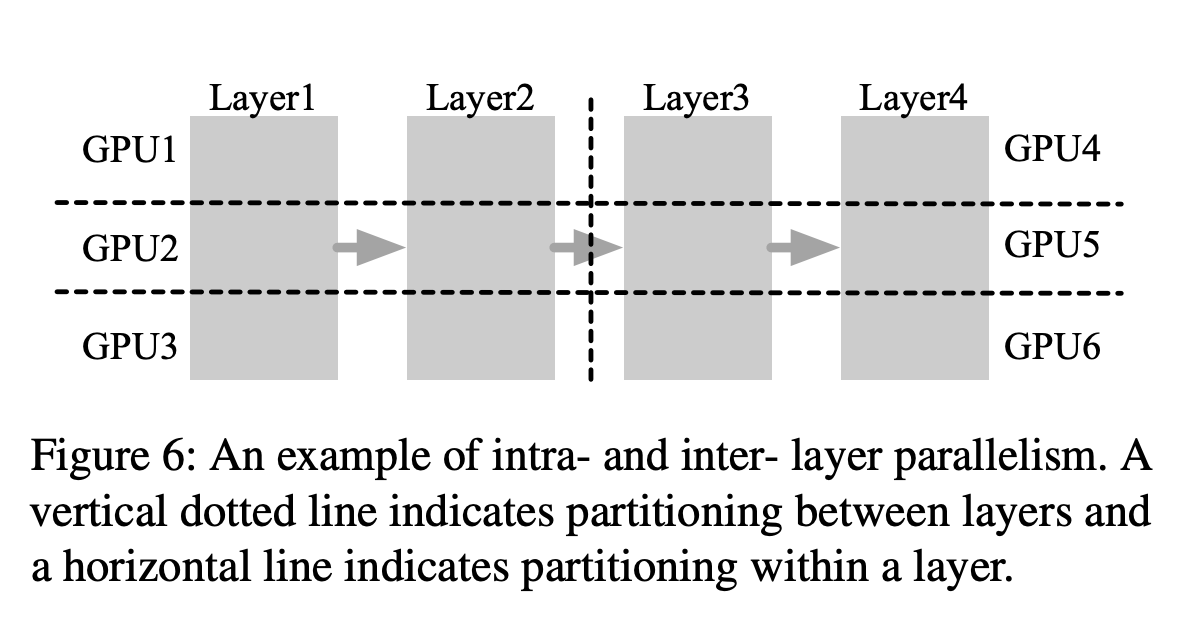 Layer1 Layer2 Layer3 Layer4
GPU1 GPU4
GPU2 GPU5
GPU3 GPU6
Figure 6: An example of intra- and inter- layer parallelism. A
vertical dotted line indicates partitioning between layers and
a horizontal line indicates partitioning within a layer.